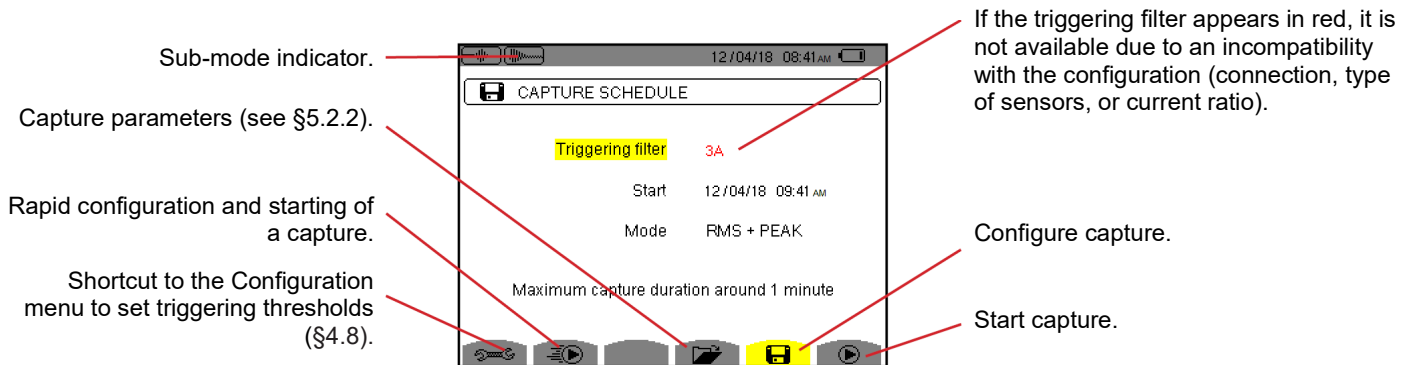 Sub-mode indicator.
Capture parameters (see §5.2.2).
Rapid configuration and starting of
a capture.
Shortcut to the Configuration
menu to set triggering thresholds
(§4.8).
12/04/18 08:41 AM
CAPTURE SCHEDULE
Triggering filter 3A
Start 12/04/18 09:41 AM
Mode RMS + PEAK
Maximum capture duration around 1 minute
If the triggering filter appears in red, it is
not available due to an incompatibility
with the configuration (connection, type
of sensors, or current ratio).
Configure capture.
Start capture.